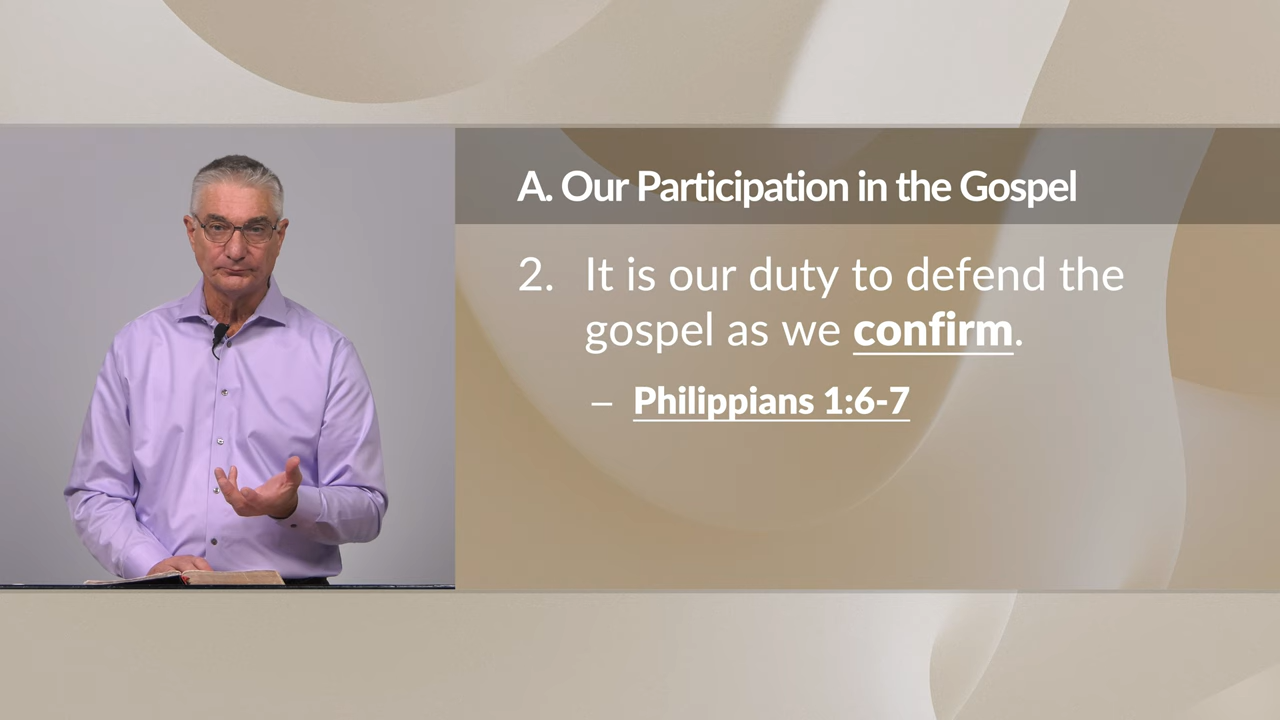 A. Our Participation in the Gospel
2. It is our duty to defend the
gospel as we confirm.
– Philippians 1:6-7